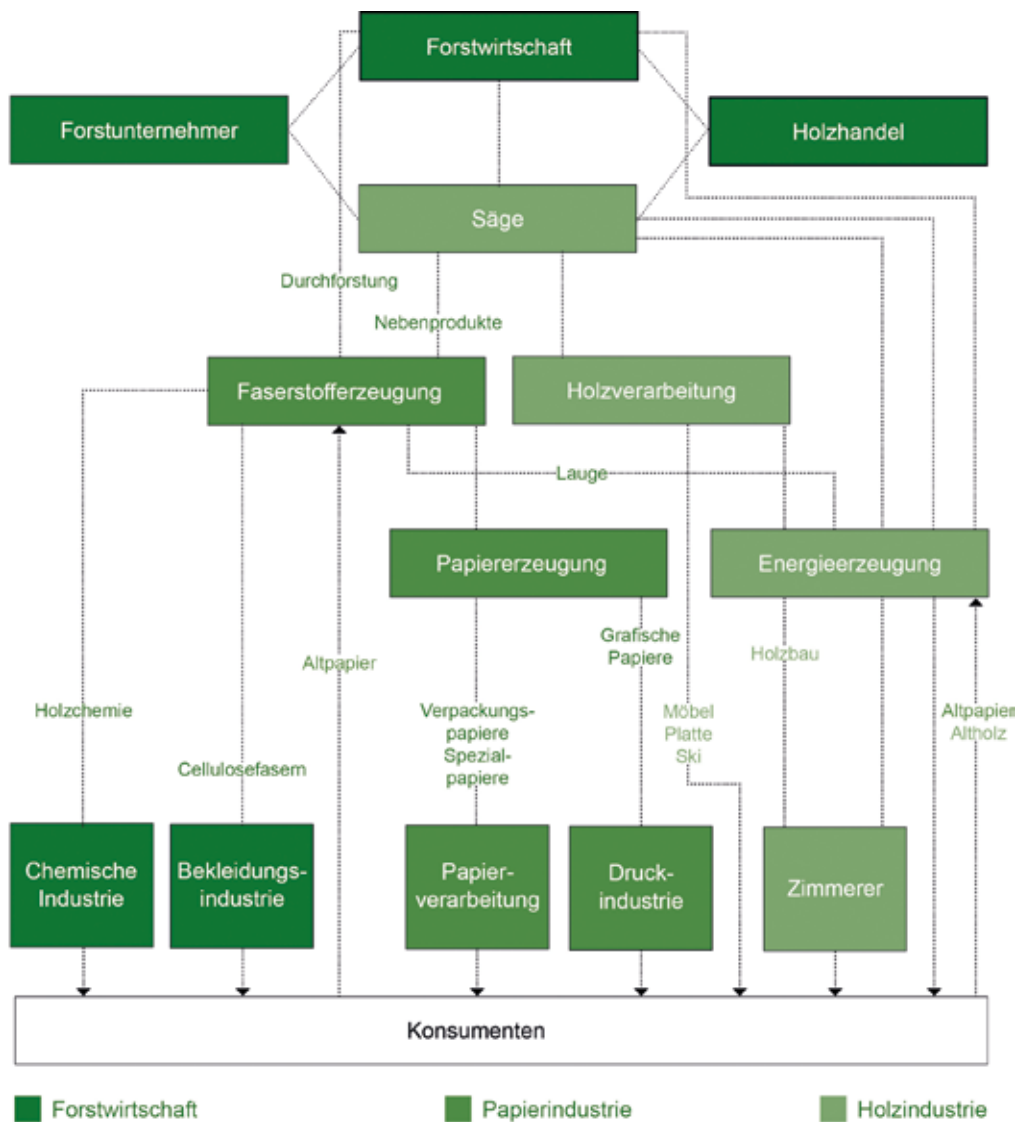 Forstwirtschaft
Forstunternehmer
Holzhandel
Säge
Durchforstung
Nebenprodukte
Faserstofferzeugung
Holzverarbeitung
Lauge
Papiererzeugung
Energieerzeugung
Grafische
Papiere
Altpapier
Holzbau
Holzchemie
Verpackungs-
papiere
Spezial-
papiere
Möbel
Platte
Ski
Altpapier
Altholz
Cellulosefasern
Chemische
Industrie
Bekleidungs-
industrie
Papier-
verarbeitung
Druck-
industrie
Zimmerer
Konsumenten
Forstwirtschaft
Papierindustrie
Holzindustrie